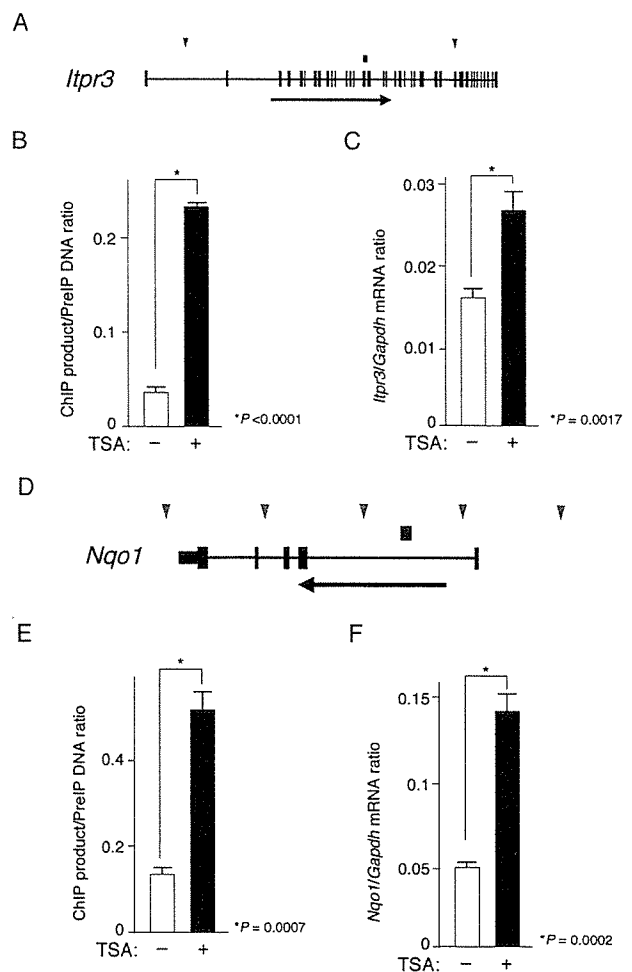 A
Itpr3
B
C
ChIP product/PreIP DNA ratio
0.2
0.1
0
*
TSA: − +
*P <0.0001
Itpr3/Gapdh mRNA ratio
0.03
0.02
0.01
0
*
TSA: − +
*P = 0.0017
D
Nqo1
E
F
ChIP product/PreIP DNA ratio
0.4
0.2
0
*
TSA: − +
*P = 0.0007
Nqo1/Gapdh mRNA ratio
0.15
0.1
0.05
0
*
TSA: − +
*P = 0.0002